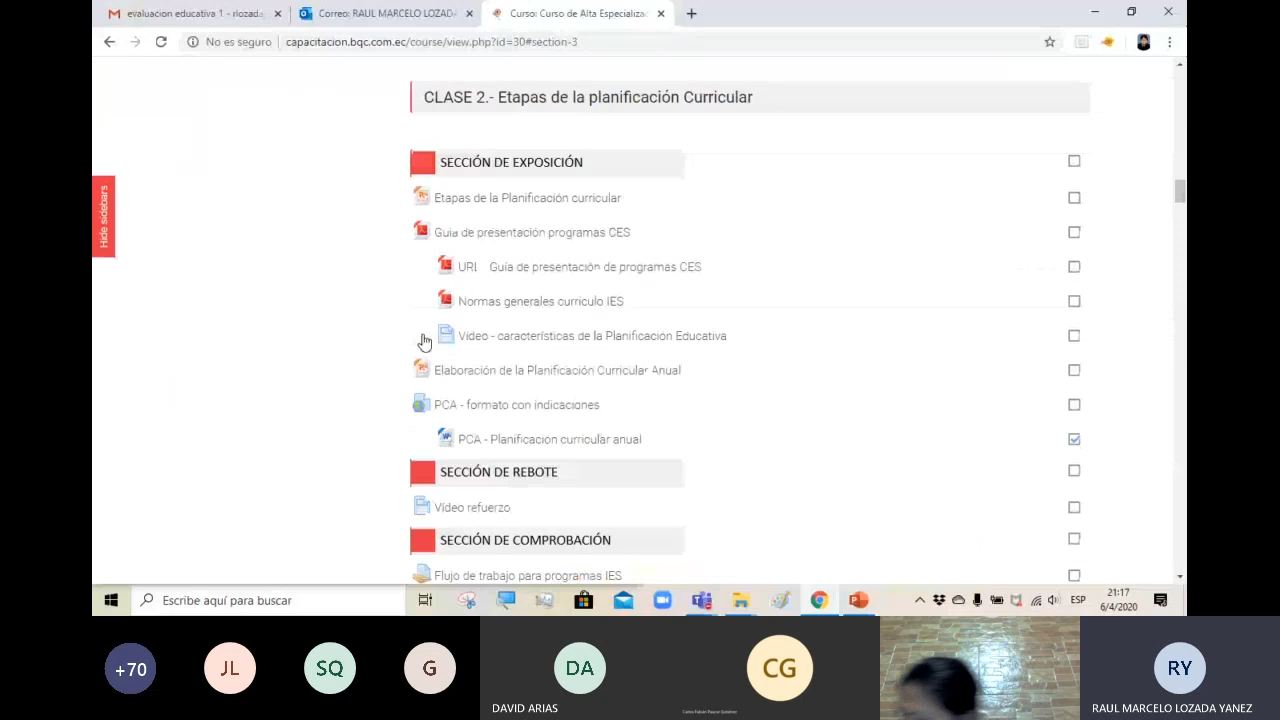 evaluacion educativa 1 - rlozada
Correo: RAUL MARCELO LOZADA
Curso: Curso de Alta Especializac
No es seguro
capacitacion.bqc.com.ec/course/view.php?id=30#section-3
Hide sidebars
CLASE 2.- Etapas de la planificación Curricular
SECCIÓN DE EXPOSICIÓN
Etapas de la Planificación curricular
Guia de presentación programas CES
URL Guía de presentación de programas CES
Normas generales curriculo IES
Video - características de la Planificación Educativa
Elaboración de la Planificación Curricular Anual
PCA - formato con indicaciones
PCA - Planificación curricular anual
SECCIÓN DE REBOTE
Vídeo refuerzo
SECCIÓN DE COMPROBACIÓN
Flujo de trabajo para programas IES
Escribe aquí para buscar
ESP
21:17
6/4/2020
+70
JL
SQ
G
DA
CG
RY
DAVID ARIAS
RAUL MARCELO LOZADA YANEZ